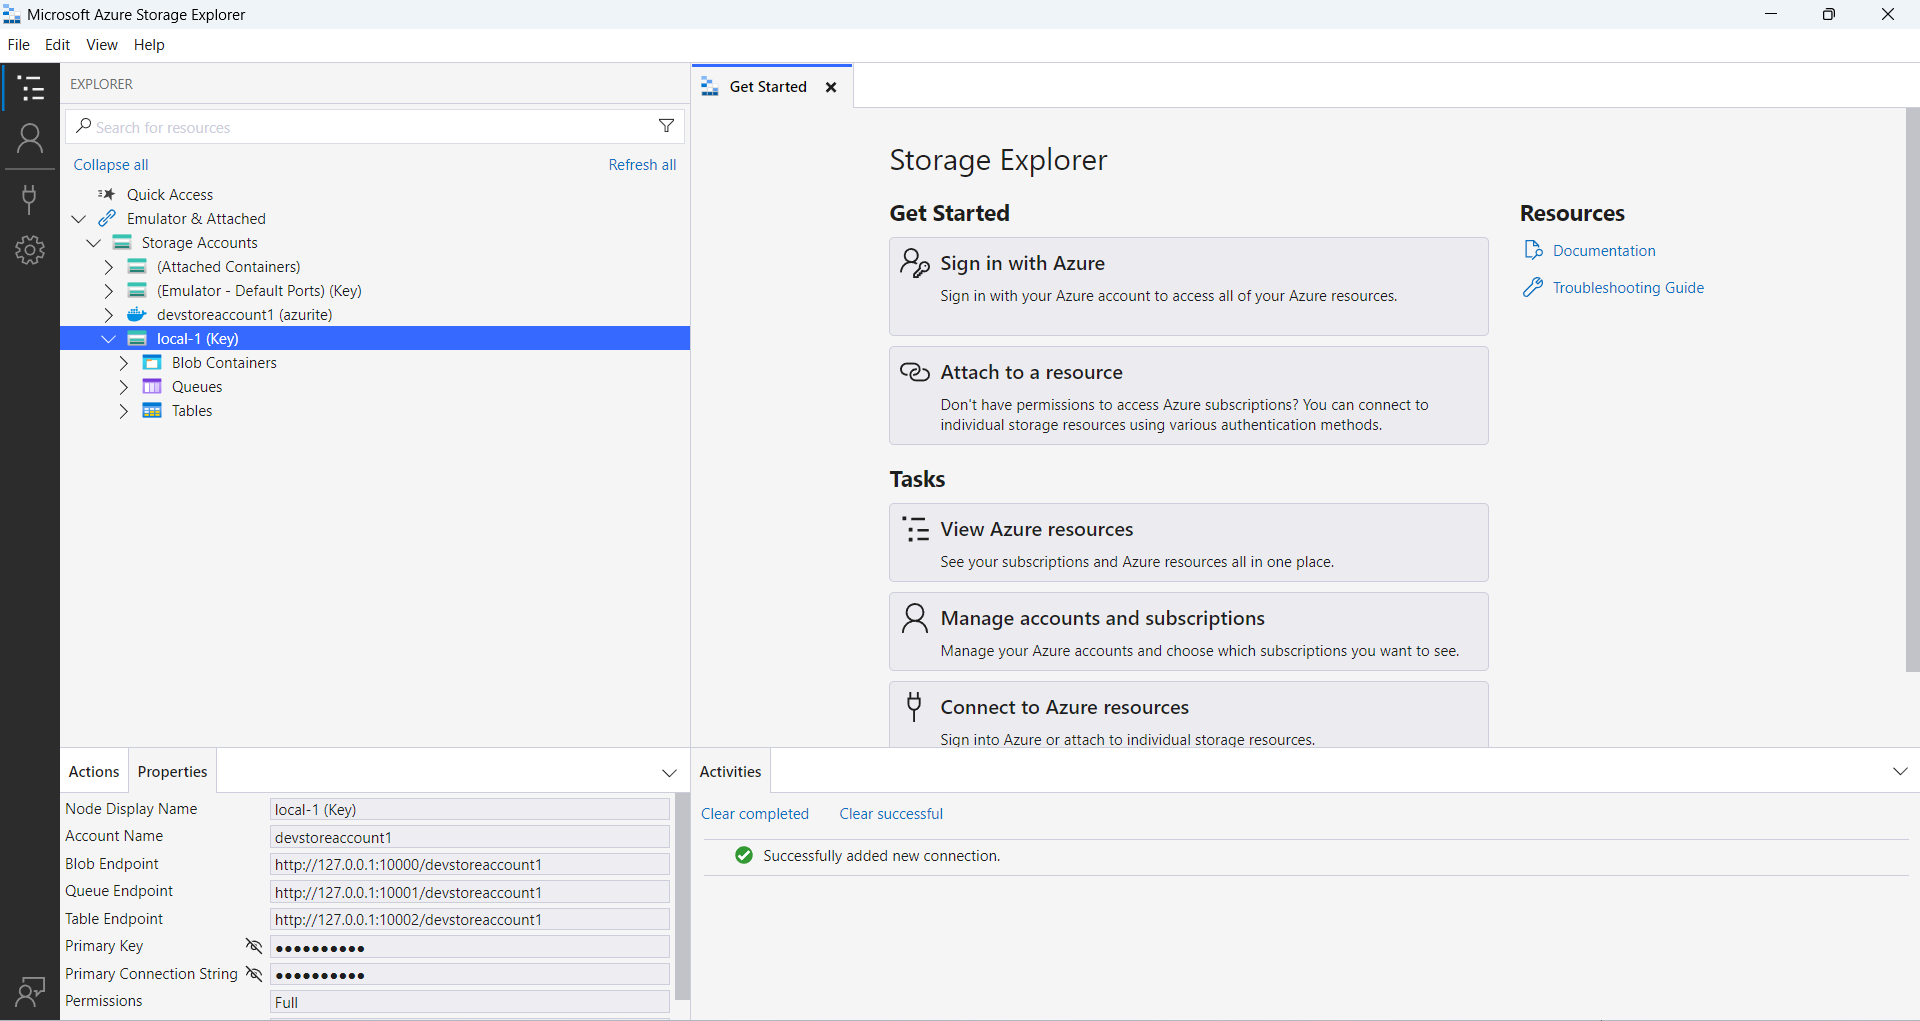 Microsoft Azure Storage Explorer
File Edit View Help
EXPLORER
Search for resources
Collapse all Refresh all
Quick Access
Emulator & Attached
Storage Accounts
(Attached Containers)
(Emulator - Default Ports) (Key)
devstoreaccount1 (azurite)
local-1 (Key)
Blob Containers
Queues
Tables
Get Started
Storage Explorer
Get Started
Sign in with Azure
Sign in with your Azure account to access all of your Azure resources.
Attach to a resource
Don't have permissions to access Azure subscriptions? You can connect to
individual storage resources using various authentication methods.
Tasks
View Azure resources
See your subscriptions and Azure resources all in one place.
Manage accounts and subscriptions
Manage your Azure accounts and choose which subscriptions you want to see.
Connect to Azure resources
Sign into Azure or attach to individual storage resources.
Resources
Documentation
Troubleshooting Guide
Actions Properties
Node Display Name local-1 (Key)
Account Name devstoreaccount1
Blob Endpoint http://127.0.0.1:10000/devstoreaccount1
Queue Endpoint http://127.0.0.1:10001/devstoreaccount1
Table Endpoint http://127.0.0.1:10002/devstoreaccount1
Primary Key ●●●●●●●●●●
Primary Connection String ●●●●●●●●●●
Permissions Full
Activities
Clear completed Clear successful
Successfully added new connection.